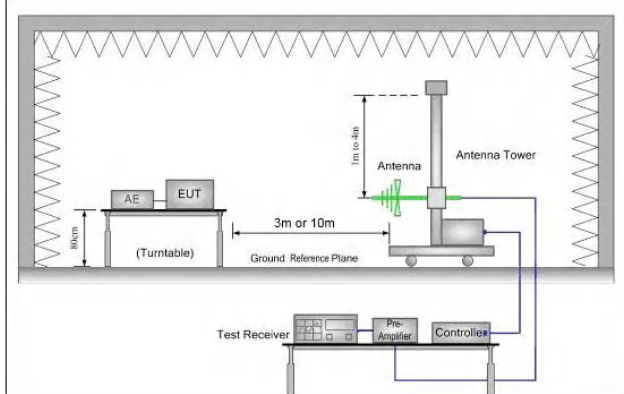 1m to 4m
Antenna
Antenna Tower
AE
EUT
80cm
(Turntable)
3m or 10m
Ground Reference Plane
Test Receiver
Pre-
Amplifier
Controller